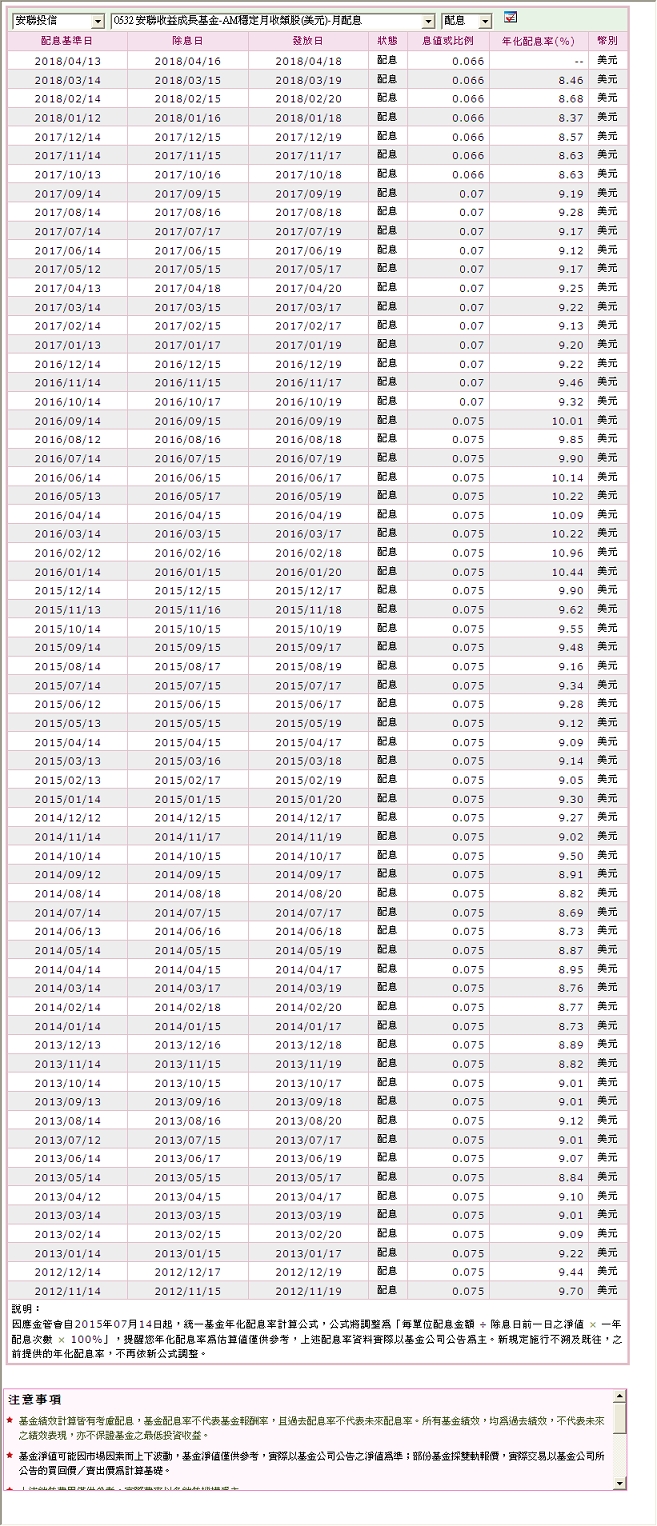 安聯投信 0532 安聯收益成長基金-AM穩定月收類股(美元)-月配息 配息
配息基準日 除息日 發放日 狀態 息值或比例 年化配息率(%) 幣別
2018/04/13 2018/04/16 2018/04/18 配息 0.066 -- 美元
2018/03/14 2018/03/15 2018/03/19 配息 0.066 8.46 美元
2018/02/14 2018/02/15 2018/02/20 配息 0.066 8.68 美元
2018/01/12 2018/01/16 2018/01/18 配息 0.066 8.37 美元
2017/12/14 2017/12/15 2017/12/19 配息 0.066 8.57 美元
2017/11/14 2017/11/15 2017/11/17 配息 0.066 8.63 美元
2017/10/13 2017/10/16 2017/10/18 配息 0.066 8.63 美元
2017/09/14 2017/09/15 2017/09/19 配息 0.07 9.19 美元
2017/08/14 2017/08/16 2017/08/18 配息 0.07 9.28 美元
2017/07/14 2017/07/17 2017/07/19 配息 0.07 9.17 美元
2017/06/14 2017/06/15 2017/06/19 配息 0.07 9.12 美元
2017/05/12 2017/05/15 2017/05/17 配息 0.07 9.17 美元
2017/04/13 2017/04/18 2017/04/20 配息 0.07 9.25 美元
2017/03/14 2017/03/15 2017/03/17 配息 0.07 9.22 美元
2017/02/14 2017/02/15 2017/02/17 配息 0.07 9.13 美元
2017/01/13 2017/01/17 2017/01/19 配息 0.07 9.20 美元
2016/12/14 2016/12/15 2016/12/19 配息 0.07 9.22 美元
2016/11/14 2016/11/15 2016/11/17 配息 0.07 9.46 美元
2016/10/14 2016/10/17 2016/10/19 配息 0.07 9.32 美元
2016/09/14 2016/09/15 2016/09/19 配息 0.075 10.01 美元
2016/08/12 2016/08/16 2016/08/18 配息 0.075 9.85 美元
2016/07/14 2016/07/15 2016/07/19 配息 0.075 9.90 美元
2016/06/14 2016/06/15 2016/06/17 配息 0.075 10.14 美元
2016/05/13 2016/05/17 2016/05/19 配息 0.075 10.22 美元
2016/04/14 2016/04/15 2016/04/19 配息 0.075 10.09 美元
2016/03/14 2016/03/15 2016/03/17 配息 0.075 10.22 美元
2016/02/12 2016/02/16 2016/02/18 配息 0.075 10.96 美元
2016/01/14 2016/01/15 2016/01/20 配息 0.075 10.44 美元
2015/12/14 2015/12/15 2015/12/17 配息 0.075 9.90 美元
2015/11/13 2015/11/16 2015/11/18 配息 0.075 9.62 美元
2015/10/14 2015/10/15 2015/10/19 配息 0.075 9.55 美元
2015/09/14 2015/09/15 2015/09/17 配息 0.075 9.48 美元
2015/08/14 2015/08/17 2015/08/19 配息 0.075 9.16 美元
2015/07/14 2015/07/15 2015/07/17 配息 0.075 9.34 美元
2015/06/12 2015/06/15 2015/06/17 配息 0.075 9.28 美元
2015/05/13 2015/05/15 2015/05/19 配息 0.075 9.12 美元
2015/04/14 2015/04/15 2015/04/17 配息 0.075 9.09 美元
2015/03/13 2015/03/16 2015/03/18 配息 0.075 9.14 美元
2015/02/13 2015/02/17 2015/02/19 配息 0.075 9.05 美元
2015/01/14 2015/01/15 2015/01/20 配息 0.075 9.30 美元
2014/12/12 2014/12/15 2014/12/17 配息 0.075 9.27 美元
2014/11/14 2014/11/17 2014/11/19 配息 0.075 9.02 美元
2014/10/14 2014/10/15 2014/10/17 配息 0.075 9.50 美元
2014/09/12 2014/09/15 2014/09/17 配息 0.075 8.91 美元
2014/08/14 2014/08/18 2014/08/20 配息 0.075 8.82 美元
2014/07/14 2014/07/15 2014/07/17 配息 0.075 8.69 美元
2014/06/13 2014/06/16 2014/06/18 配息 0.075 8.73 美元
2014/05/14 2014/05/15 2014/05/19 配息 0.075 8.87 美元
2014/04/14 2014/04/15 2014/04/17 配息 0.075 8.95 美元
2014/03/14 2014/03/17 2014/03/19 配息 0.075 8.76 美元
2014/02/14 2014/02/18 2014/02/20 配息 0.075 8.77 美元
2014/01/14 2014/01/15 2014/01/17 配息 0.075 8.73 美元
2013/12/13 2013/12/16 2013/12/18 配息 0.075 8.89 美元
2013/11/14 2013/11/15 2013/11/19 配息 0.075 8.82 美元
2013/10/14 2013/10/15 2013/10/17 配息 0.075 9.01 美元
2013/09/13 2013/09/16 2013/09/18 配息 0.075 9.01 美元
2013/08/14 2013/08/16 2013/08/20 配息 0.075 9.12 美元
2013/07/12 2013/07/15 2013/07/17 配息 0.075 9.01 美元
2013/06/14 2013/06/17 2013/06/19 配息 0.075 9.07 美元
2013/05/14 2013/05/15 2013/05/17 配息 0.075 8.84 美元
2013/04/12 2013/04/15 2013/04/17 配息 0.075 9.10 美元
2013/03/14 2013/03/15 2013/03/19 配息 0.075 9.01 美元
2013/02/14 2013/02/15 2013/02/20 配息 0.075 9.09 美元
2013/01/14 2013/01/15 2013/01/17 配息 0.075 9.22 美元
2012/12/14 2012/12/17 2012/12/19 配息 0.075 9.44 美元
2012/11/14 2012/11/15 2012/11/19 配息 0.075 9.70 美元
說明：
因應金管會自2015年07月14日起，統一基金年化配息率計算公式，公式將調整為「每單位配息金額 ÷ 除息日前一日之淨值 × 一年
配息次數 × 100%」，提醒您年化配息率為估算值僅供參考，上述配息率資料實際以基金公司公告為主。新規定施行不溯及既往，之
前提供的年化配息率，不再依新公式調整。
注意事項
★ 基金績效計算皆有考慮配息，基金配息率不代表基金報酬率，且過去配息率不代表未來配息率。所有基金績效，均為過去績效，不代表未來
之績效表現，亦不保證基金之最低投資收益。
★ 基金淨值可能因市場因素而上下波動，基金淨值僅供參考，實際以基金公司公告之淨值為準；部份基金採雙軌報價，實際交易以基金公司所
公告的買回價／賣出價為計算基礎。